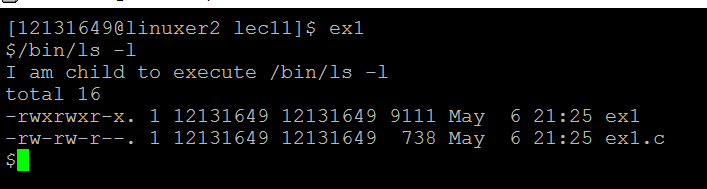 [12131649@linuxer2 lec11]$ ex1
$/bin/ls -l
I am child to execute /bin/ls -l
total 16
-rwxrwxr-x. 1 12131649 12131649 9111 May  6 21:25 ex1
-rw-rw-r--. 1 12131649 12131649  738 May  6 21:25 ex1.c
$